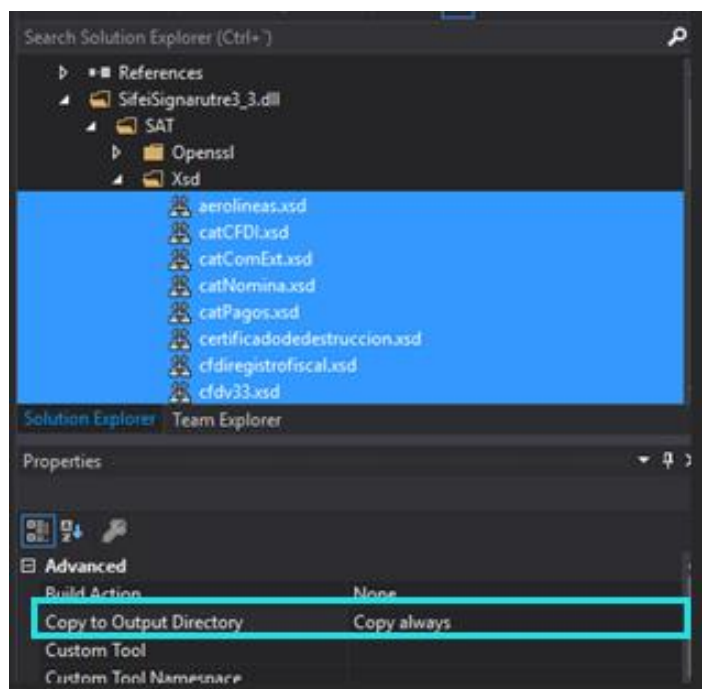 Search Solution Explorer (Ctrl+`)
References
SifeiSignarutre3_3.dll
SAT
Openssl
Xsd
aerolineas.xsd
catCFDI.xsd
catComExt.xsd
catNomina.xsd
catPagos.xsd
certificadodedestruccion.xsd
cfdiregistrofiscal.xsd
cfdv33.xsd
Solution Explorer Team Explorer
Properties
Advanced
Build Action None
Copy to Output Directory Copy always
Custom Tool
Custom Tool Namespace